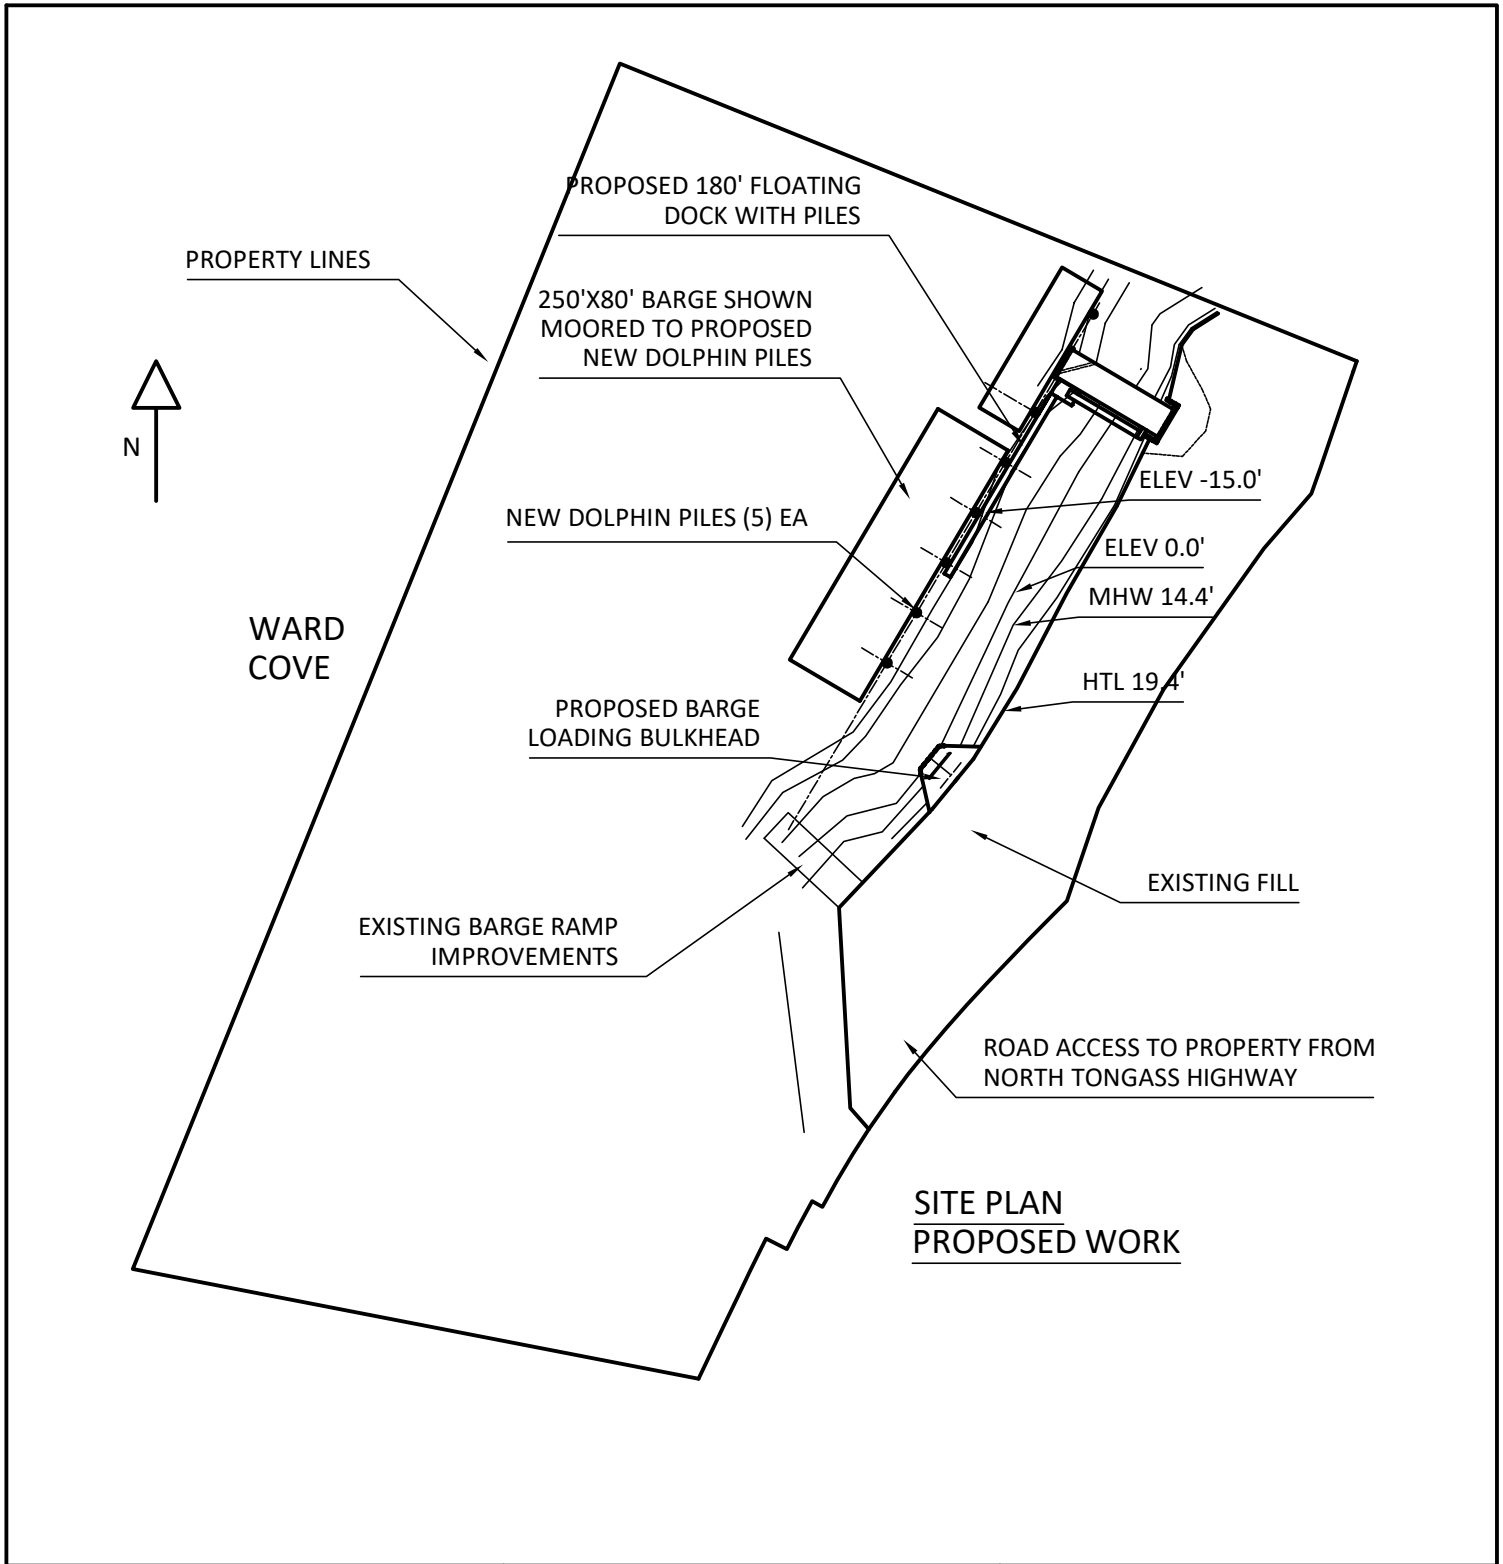 PROPOSED 180' FLOATING
DOCK WITH PILES
PROPERTY LINES
250'X80' BARGE SHOWN
MOORED TO PROPOSED
NEW DOLPHIN PILES
N
ELEV -15.0'
NEW DOLPHIN PILES (5) EA
ELEV 0.0'
MHW 14.4'
WARD
COVE
HTL 19.4'
PROPOSED BARGE
LOADING BULKHEAD
EXISTING FILL
EXISTING BARGE RAMP
IMPROVEMENTS
ROAD ACCESS TO PROPERTY FROM
NORTH TONGASS HIGHWAY
SITE PLAN
PROPOSED WORK